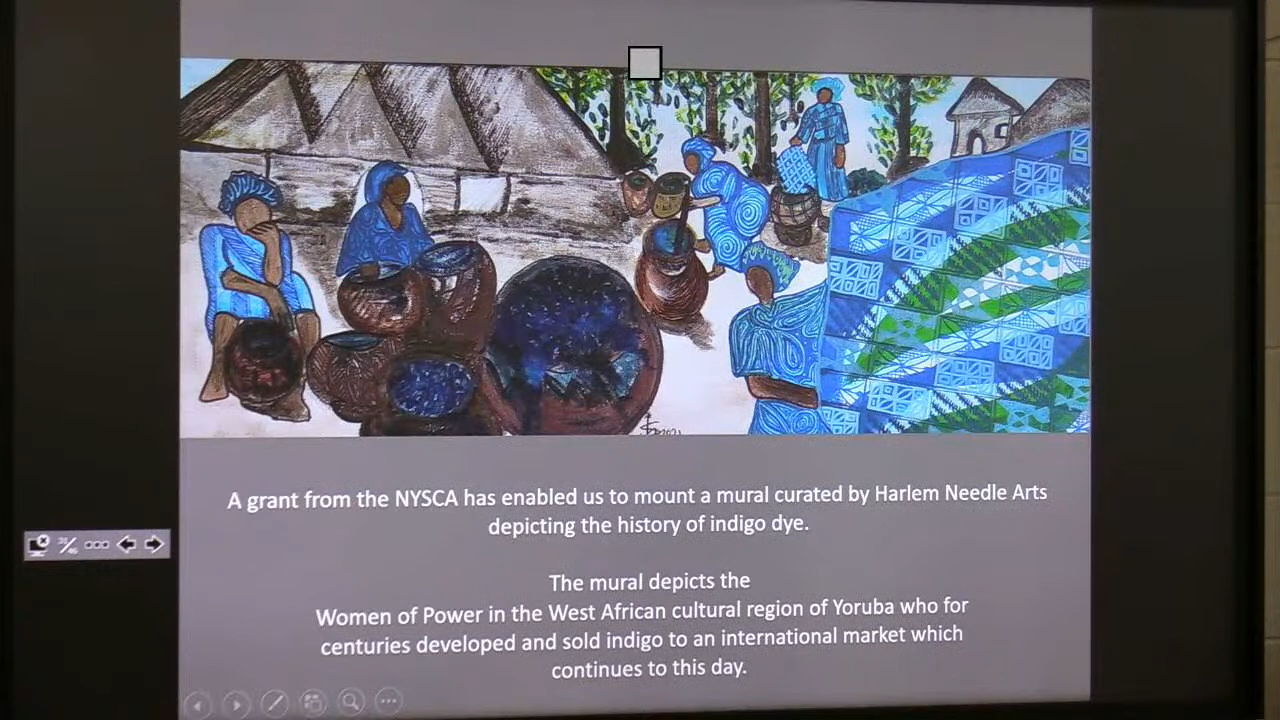 A grant from the NYSCA has enabled us to mount a mural curated by Harlem Needle Arts
depicting the history of indigo dye.
The mural depicts the
Women of Power in the West African cultural region of Yoruba who for
centuries developed and sold indigo to an international market which
continues to this day.